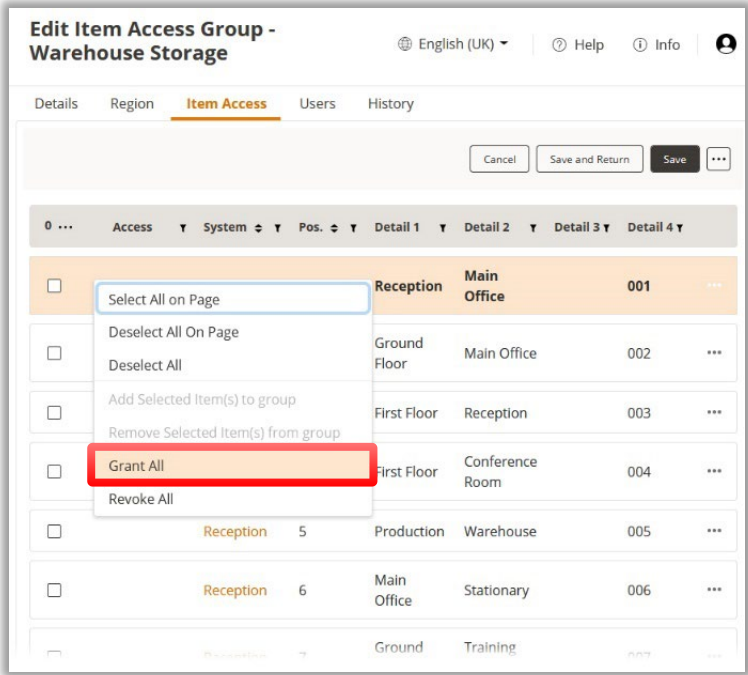 Edit Item Access Group -
Warehouse Storage
English (UK) Help Info
Details Region Item Access Users History
Cancel Save and Return Save ...
0 ... Access System Pos. Detail 1 Detail 2 Detail 3 Detail 4
Reception Main Office 001 ...
Select All on Page
Deselect All On Page
Deselect All
Add Selected Item(s) to group
Remove Selected Item(s) from group
Grant All
Revoke All
Ground Floor Main Office 002 ...
First Floor Reception 003 ...
First Floor Conference Room 004 ...
Reception 5 Production Warehouse 005 ...
Reception 6 Main Office Stationary 006 ...
Reception 7 Ground Training 007 ...